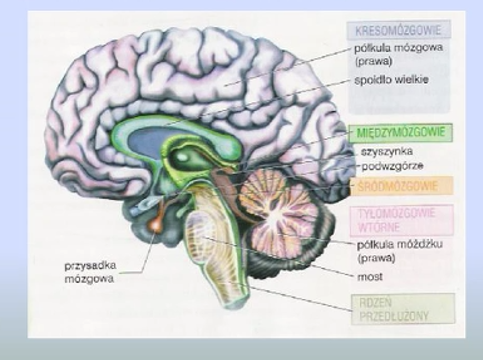 KRESOMÓZGOWIE
półkula mózgowa
(prawa)
spoidło wielkie
MIĘDZYMÓZGOWIE
szyszynka
podwzgórze
ŚRÓDMÓZGOWIE
TYŁOMÓZGOWIE
WTÓRNE
półkula móżdżku
(prawa)
most
RDZEŃ
PRZEDŁUŻONY
przysadka
mózgowa